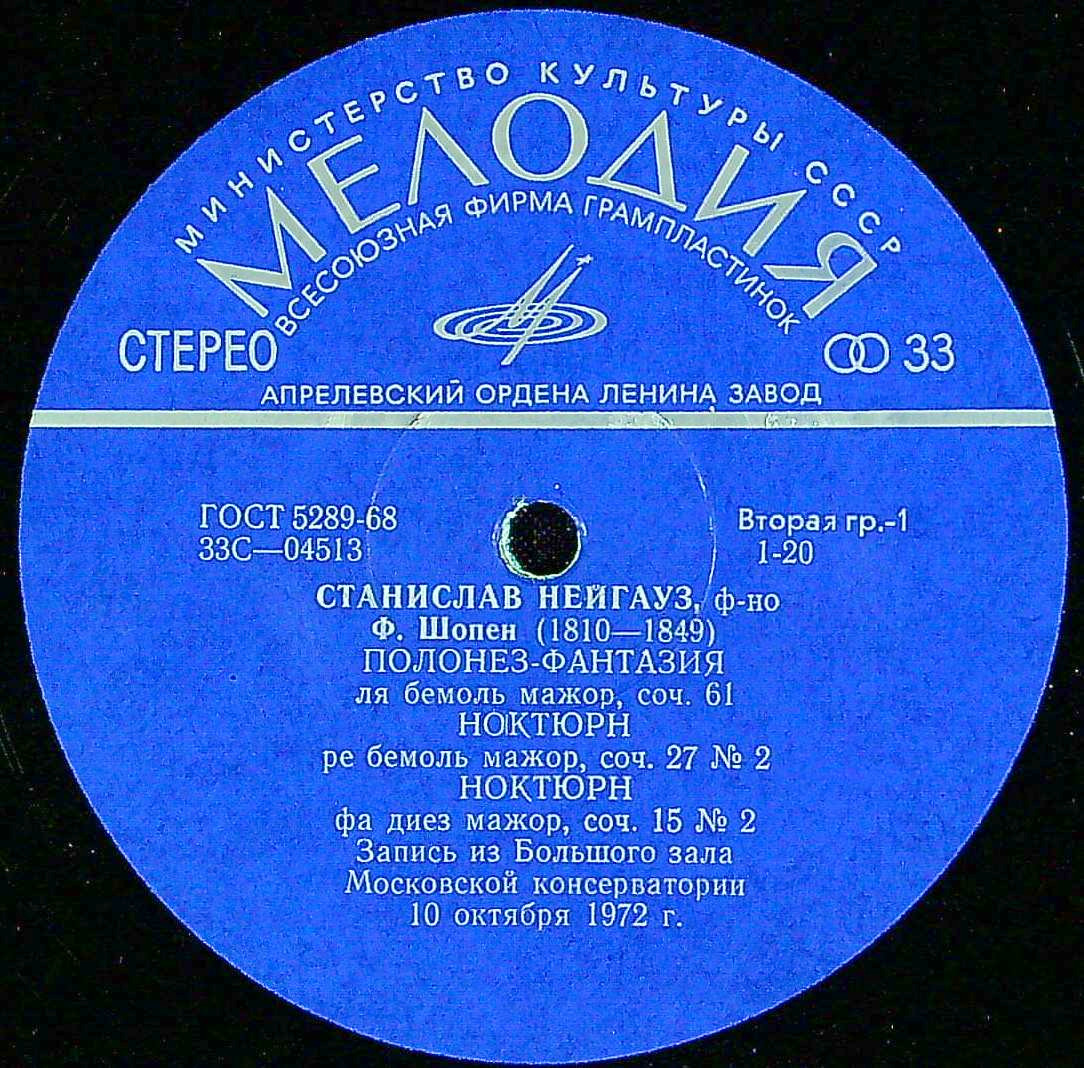 МИНИСТЕРСТВО КУЛЬТУРЫ СССР
МЕЛОДИЯ
ВСЕСОЮЗНАЯ ФИРМА ГРАМПЛАСТИНОК
СТЕРЕО
33
АПРЕЛЕВСКИЙ ОРДЕНА ЛЕНИНА ЗАВОД
ГОСТ 5289-68
33С—04513
Вторая гр.-1
1-20
СТАНИСЛАВ НЕЙГАУЗ, ф-но
Ф. Шопен (1810—1849)
ПОЛОНЕЗ-ФАНТАЗИЯ
ля бемоль мажор, соч. 61
НОКТЮРН
ре бемоль мажор, соч. 27 № 2
НОКТЮРН
фа диез мажор, соч. 15 № 2
Запись из Большого зала
Московской консерватории
10 октября 1972 г.